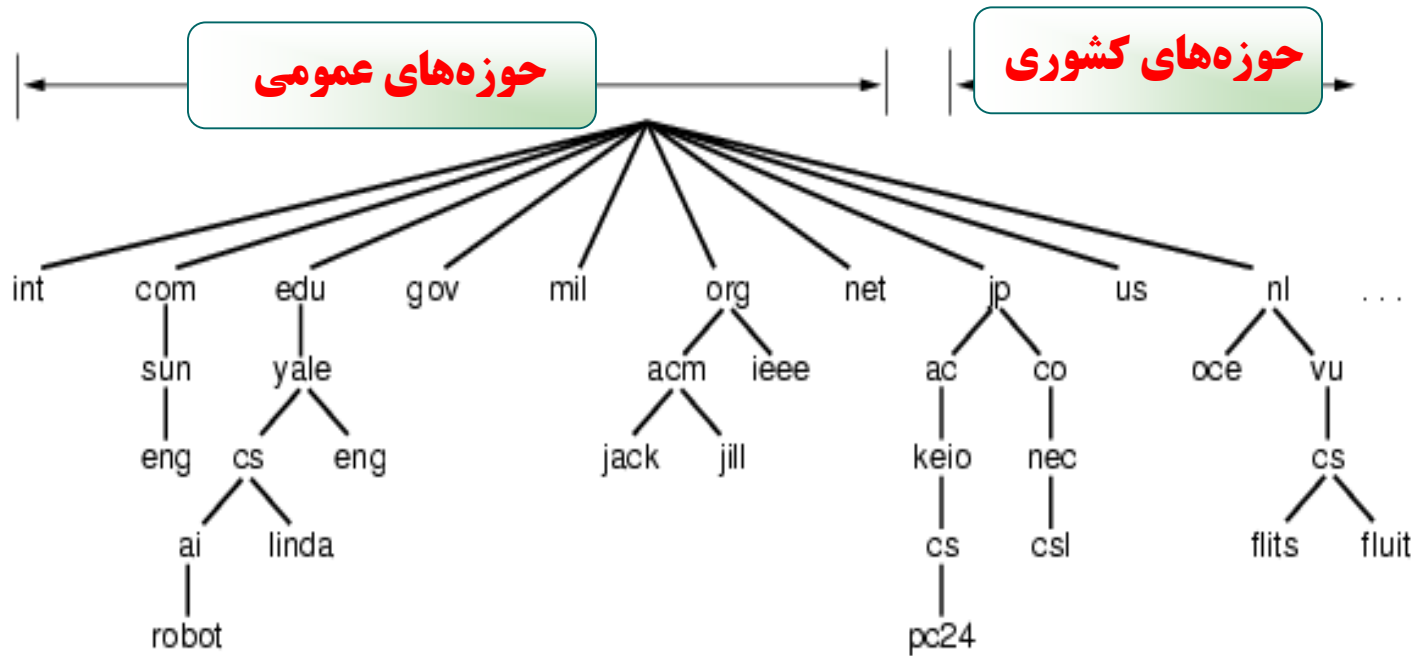 حوزه‌های عمومی
حوزه‌های کشوری
int com edu gov mil org net jp us nl . . .
sun yale acm ieee ac co oce vu
eng cs eng jack jill keio nec cs
ai linda cs csl flits fluit
robot pc24